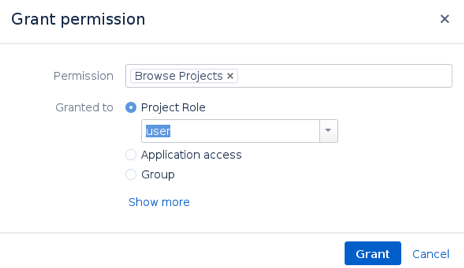 Grant permission
Permission
Browse Projects
Granted to
Project Role
user
Application access
Group
Show more
Grant
Cancel